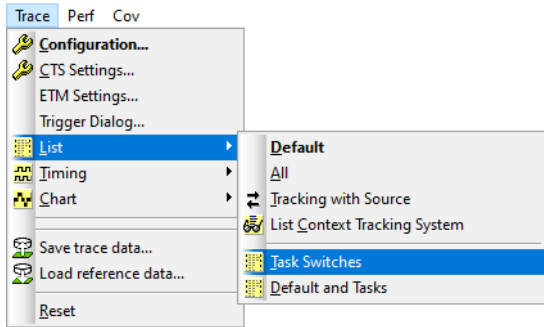 Trace Perf Cov
Configuration...
CTS Settings...
ETM Settings...
Trigger Dialog...
List
Timing
Chart
Save trace data...
Load reference data...
Reset
Default
All
Tracking with Source
List Context Tracking System
Task Switches
Default and Tasks